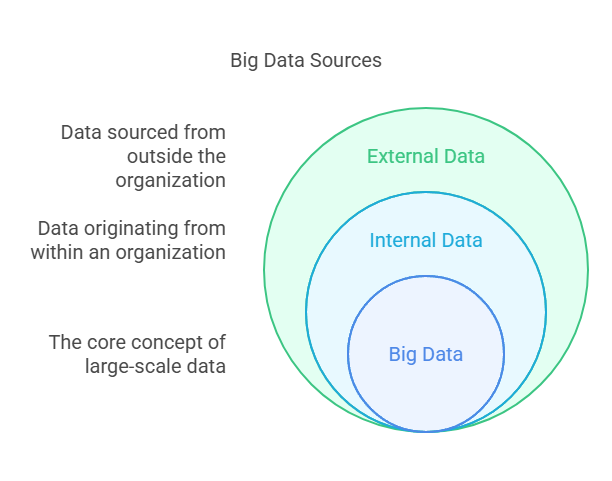 Big Data Sources
Data sourced from
outside the
organization
External Data
Data originating from
within an organization
Internal Data
The core concept of
large-scale data
Big Data